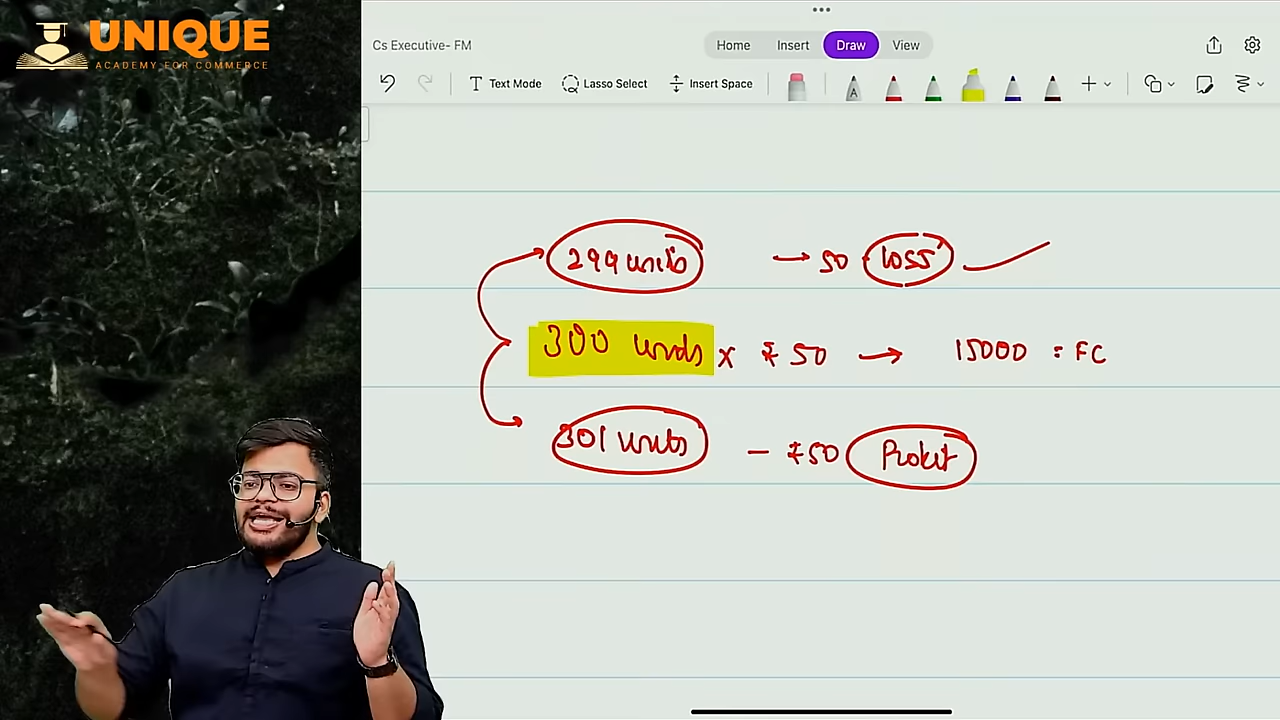 UNIQUE
ACADEMY FOR COMMERCE
Cs Executive- FM
Home Insert Draw View
T Text Mode Lasso Select Insert Space
299 units → 50 Loss
300 units x ₹ 50 → 15000 = FC
301 units - ₹50 Profit